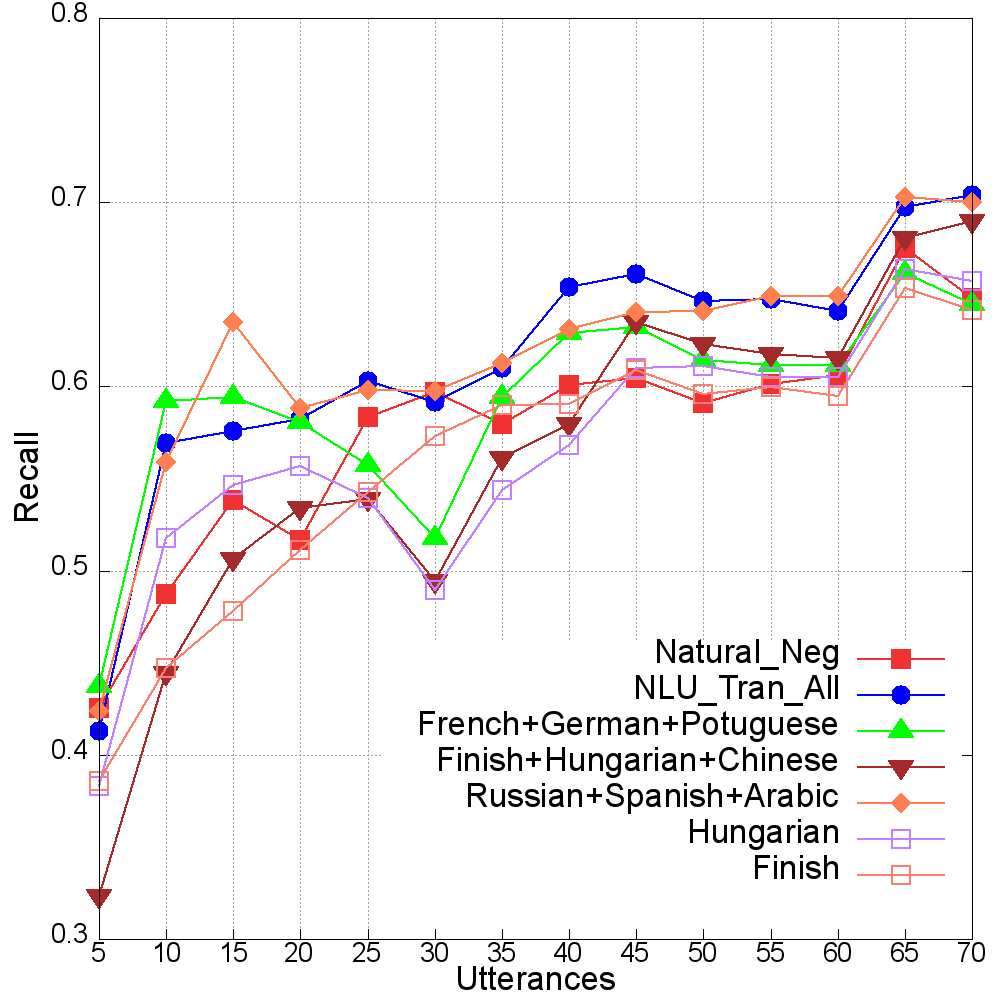 0.8
0.7
0.6
0.5
0.4
0.3
Recall
Natural_Neg
NLU_Tran_All
French+German+Potuguese
Finish+Hungarian+Chinese
Russian+Spanish+Arabic
Hungarian
Finish
5 10 15 20 25 30 35 40 45 50 55 60 65 70
Utterances